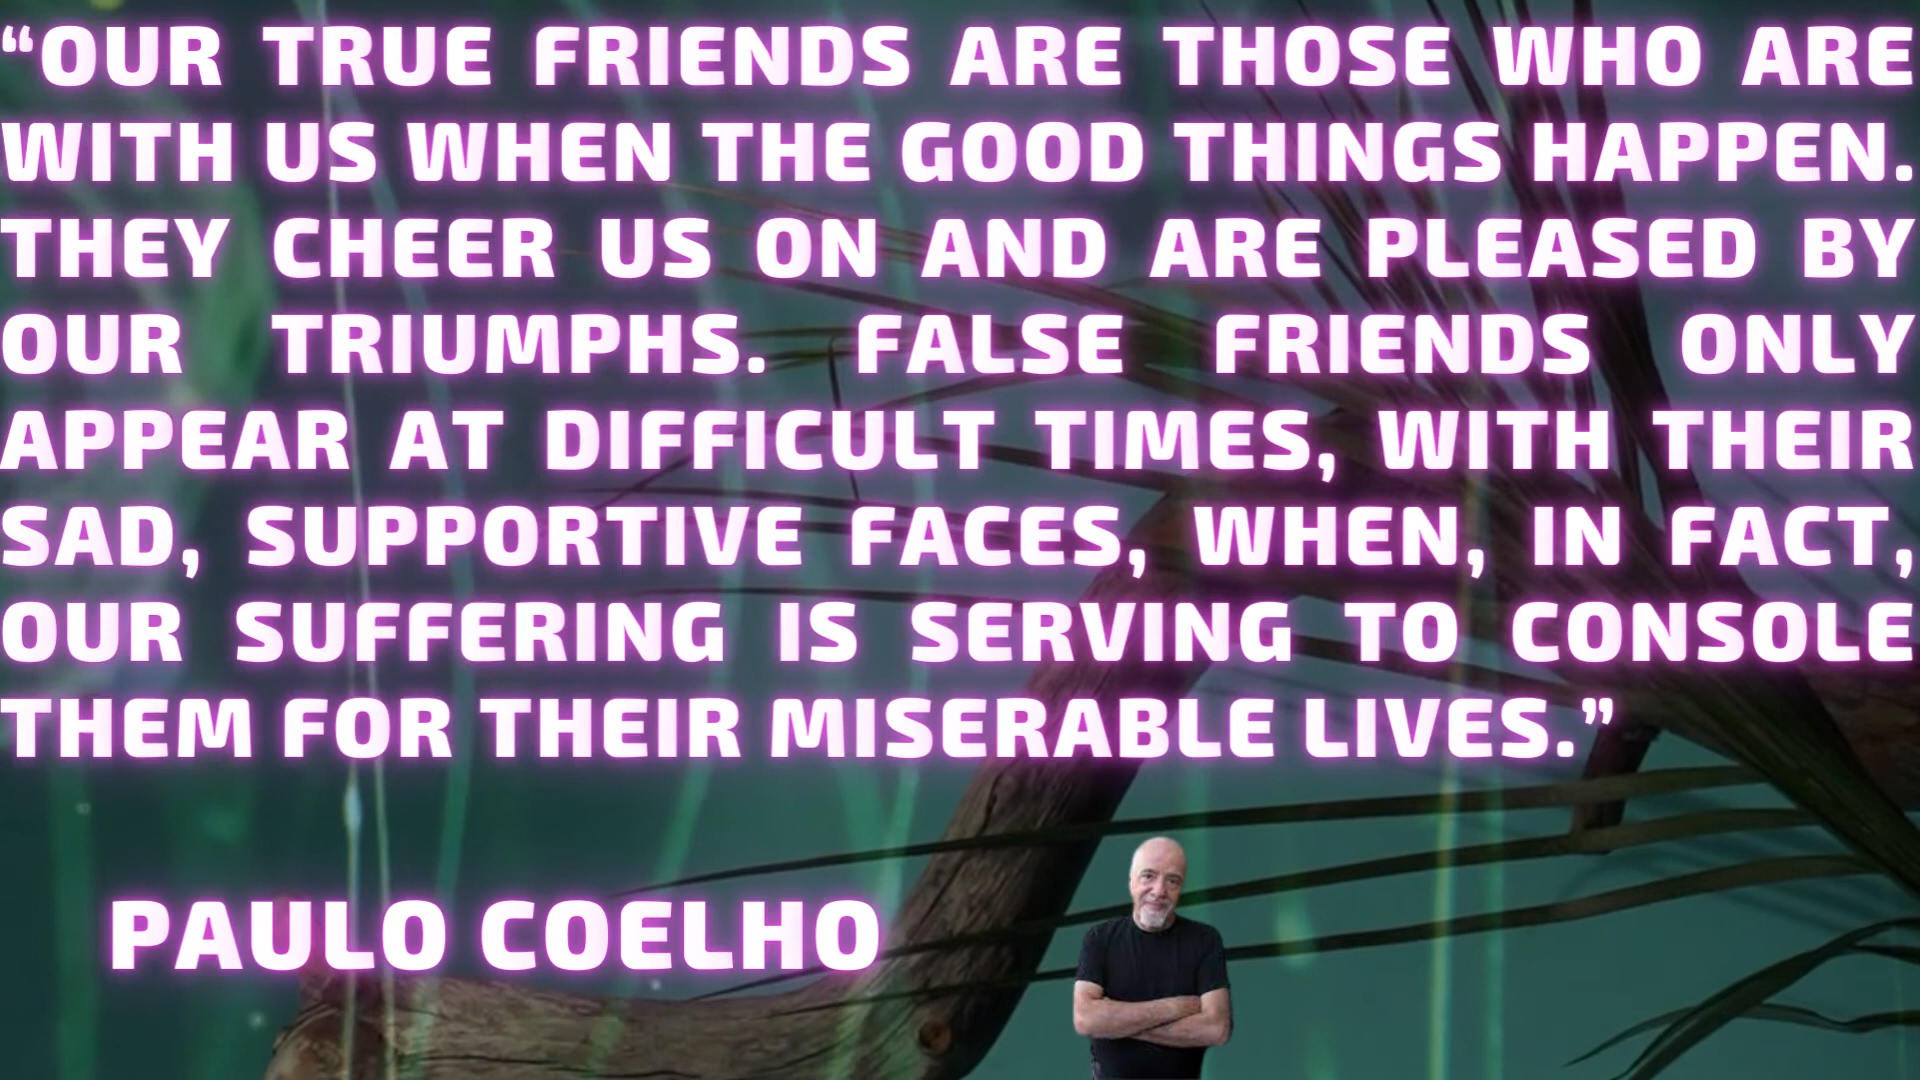 “OUR TRUE FRIENDS ARE THOSE WHO ARE
WITH US WHEN THE GOOD THINGS HAPPEN.
THEY CHEER US ON AND ARE PLEASED BY
OUR TRIUMPHS. FALSE FRIENDS ONLY
APPEAR AT DIFFICULT TIMES, WITH THEIR
SAD, SUPPORTIVE FACES, WHEN, IN FACT,
OUR SUFFERING IS SERVING TO CONSOLE
THEM FOR THEIR MISERABLE LIVES.”
PAULO COELHO